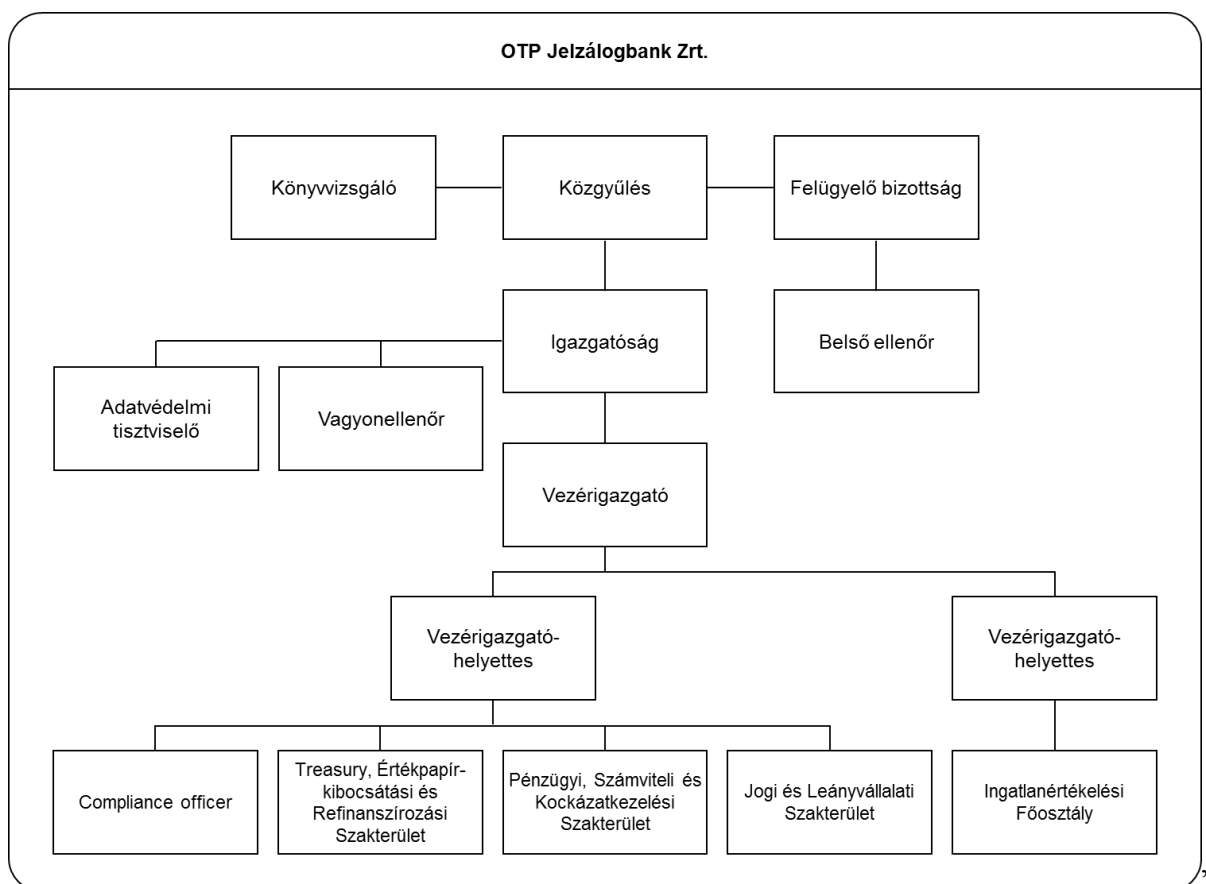 OTP Jelzálogbank Zrt.
Könyvvizsgáló
Közgyűlés
Felügyelő bizottság
Igazgatóság
Belső ellenőr
Adatvédelmi
tisztviselő
Vagyonellenőr
Vezérigazgató
Vezérigazgató-
helyettes
Vezérigazgató-
helyettes
Compliance officer
Treasury, Értékpapír-
kibocsátási és
Refinanszírozási
Szakterület
Pénzügyi, Számviteli és
Kockázatkezelési
Szakterület
Jogi és Leányvállalati
Szakterület
Ingatlanértékelési
Főosztály